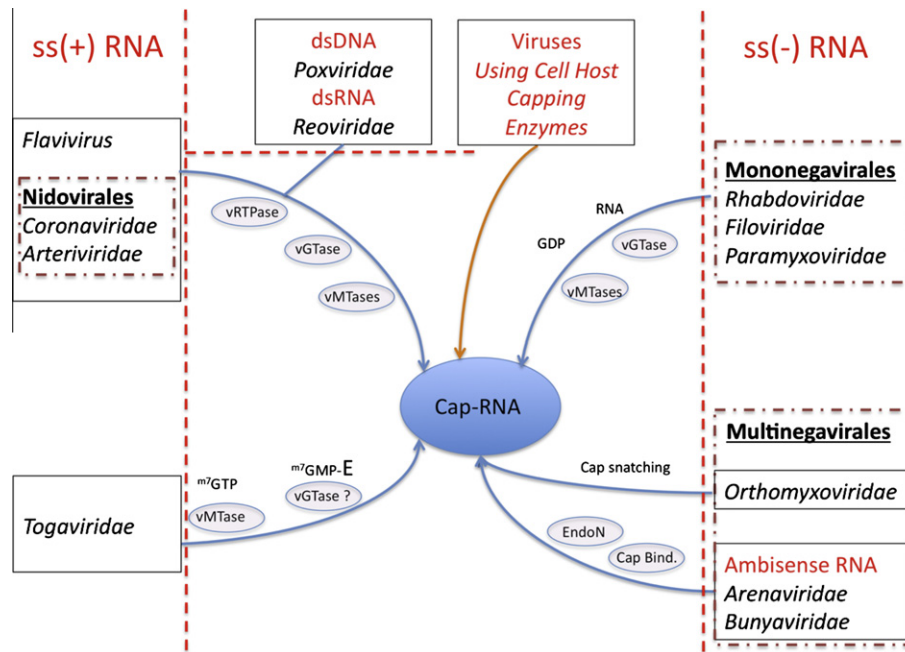 ss(+) RNA
dsDNA
Poxviridae
dsRNA
Reoviridae
Viruses
Using Cell Host
Capping
Enzymes
ss(-) RNA
Flavivirus
Nidovirales
Coronaviridae
Arteriviridae
vRTPase
vGTase
vMTases
RNA
GDP
vGTase
vMTases
Mononegavirales
Rhabdoviridae
Filoviridae
Paramyxoviridae
Cap-RNA
Togaviridae
m7GTP
vMTase
m7GMP-E
vGTase ?
Cap snatching
EndoN
Cap Bind.
Multinegavirales
Orthomyxoviridae
Ambisense RNA
Arenaviridae
Bunyaviridae